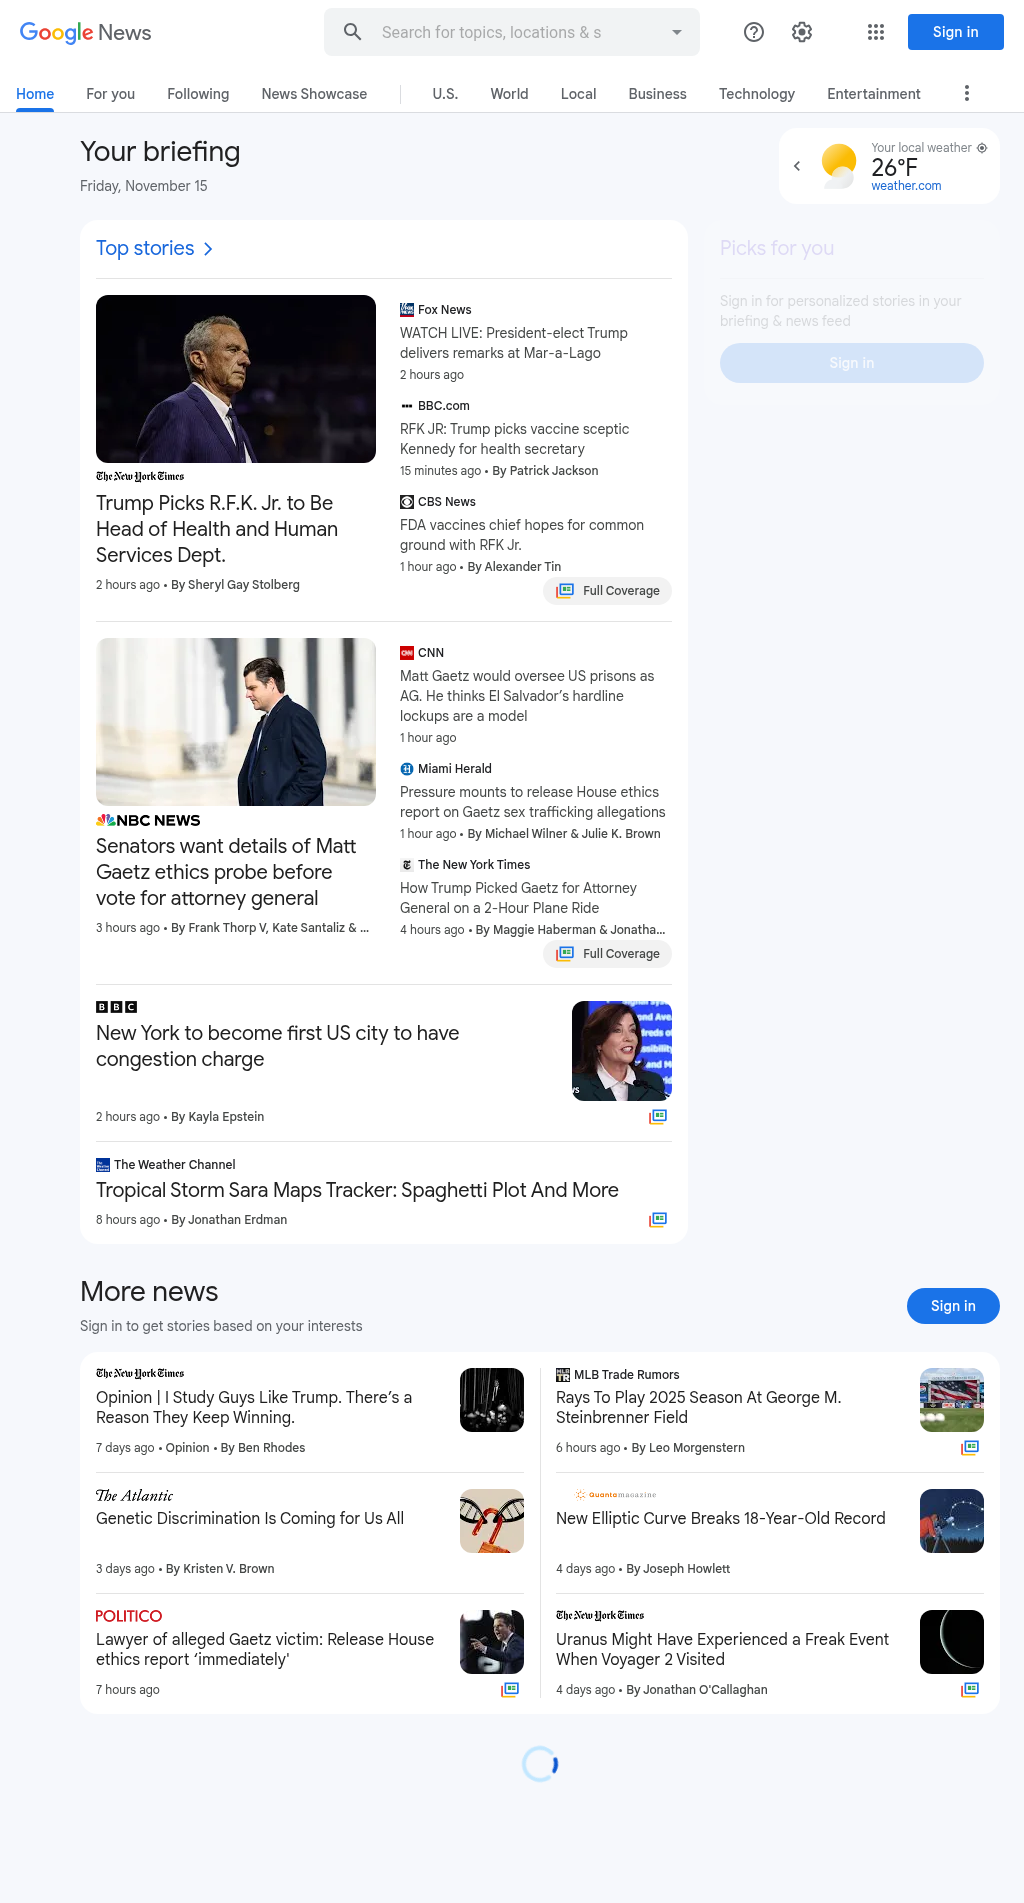 Google News
Search for topics, locations & s
Sign in
Home
For you
Following
News Showcase
U.S.
World
Local
Business
Technology
Entertainment
Your briefing
Friday, November 15
Your local weather
26°F
weather.com
Top stories
The New York Times
Trump Picks R.F.K. Jr. to Be
Head of Health and Human
Services Dept.
2 hours ago • By Sheryl Gay Stolberg
Fox News
WATCH LIVE: President-elect Trump
delivers remarks at Mar-a-Lago
2 hours ago
BBC.com
RFK JR: Trump picks vaccine sceptic
Kennedy for health secretary
15 minutes ago • By Patrick Jackson
CBS News
FDA vaccines chief hopes for common
ground with RFK Jr.
1 hour ago • By Alexander Tin
Full Coverage
Picks for you
Sign in for personalized stories in your
briefing & news feed
Sign in
NBC NEWS
Senators want details of Matt
Gaetz ethics probe before
vote for attorney general
3 hours ago • By Frank Thorp V, Kate Santaliz & ...
CNN
Matt Gaetz would oversee US prisons as
AG. He thinks El Salvador’s hardline
lockups are a model
1 hour ago
Miami Herald
Pressure mounts to release House ethics
report on Gaetz sex trafficking allegations
1 hour ago • By Michael Wilner & Julie K. Brown
The New York Times
How Trump Picked Gaetz for Attorney
General on a 2-Hour Plane Ride
4 hours ago • By Maggie Haberman & Jonatha...
Full Coverage
BBC
New York to become first US city to have
congestion charge
2 hours ago • By Kayla Epstein
The Weather Channel
Tropical Storm Sara Maps Tracker: Spaghetti Plot And More
8 hours ago • By Jonathan Erdman
More news
Sign in to get stories based on your interests
Sign in
The New York Times
Opinion | I Study Guys Like Trump. There’s a
Reason They Keep Winning.
7 days ago • Opinion • By Ben Rhodes
MLB Trade Rumors
Rays To Play 2025 Season At George M.
Steinbrenner Field
6 hours ago • By Leo Morgenstern
The Atlantic
Genetic Discrimination Is Coming for Us All
3 days ago • By Kristen V. Brown
Quantamagazine
New Elliptic Curve Breaks 18-Year-Old Record
4 days ago • By Joseph Howlett
POLITICO
Lawyer of alleged Gaetz victim: Release House
ethics report ‘immediately'
7 hours ago
The New York Times
Uranus Might Have Experienced a Freak Event
When Voyager 2 Visited
4 days ago • By Jonathan O'Callaghan